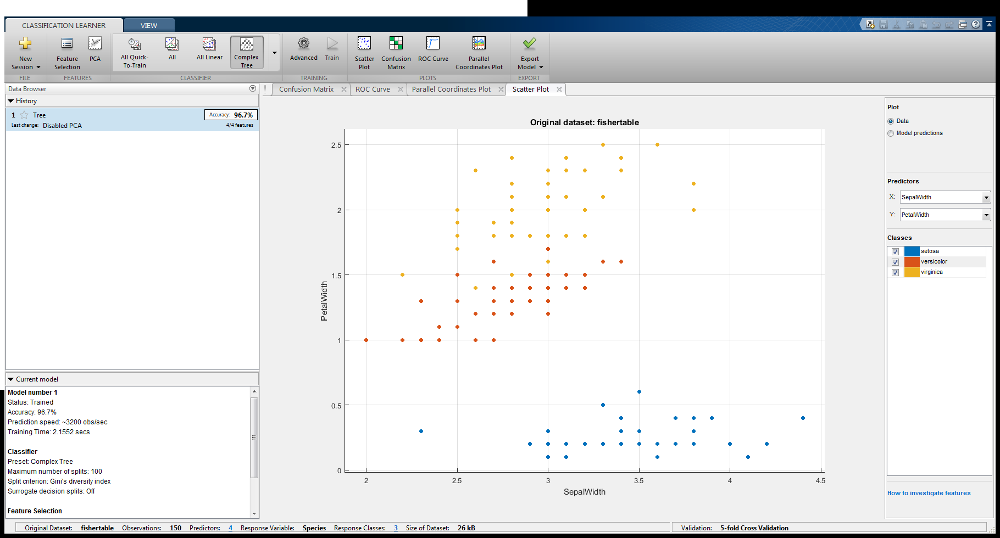 CLASSIFICATION LEARNER VIEW
New Session
Feature Selection
PCA
All Quick-To-Train
All
All Linear
Complex Tree
Advanced
Train
Scatter Plot
Confusion Matrix
ROC Curve
Parallel Coordinates Plot
Export Model
FILE FEATURES CLASSIFIER TRAINING PLOTS EXPORT
Data Browser
Confusion Matrix ROC Curve Parallel Coordinates Plot Scatter Plot
History
1 Tree Accuracy: 96.7%
Last change: Disabled PCA 4/4 features
Current model
Model number 1
Status: Trained
Accuracy: 96.7%
Prediction speed: ~3200 obs/sec
Training Time: 2.1552 secs
Classifier
Preset: Complex Tree
Maximum number of splits: 100
Split criterion: Gini's diversity index
Surrogate decision splits: Off
Feature Selection
Original dataset: fishertable
2.5
2
1.5
1
0.5
0
PetalWidth
2 2.5 3 3.5 4 4.5
SepalWidth
Plot
Data
Model predictions
Predictors
X: SepalWidth
Y: PetalWidth
Classes
setosa
versicolor
virginica
How to investigate features
Original Dataset: fishertable Observations: 150 Predictors: 4 Response Variable: Species Response Classes: 3 Size of Dataset: 26 kB Validation: 5-fold Cross Validation